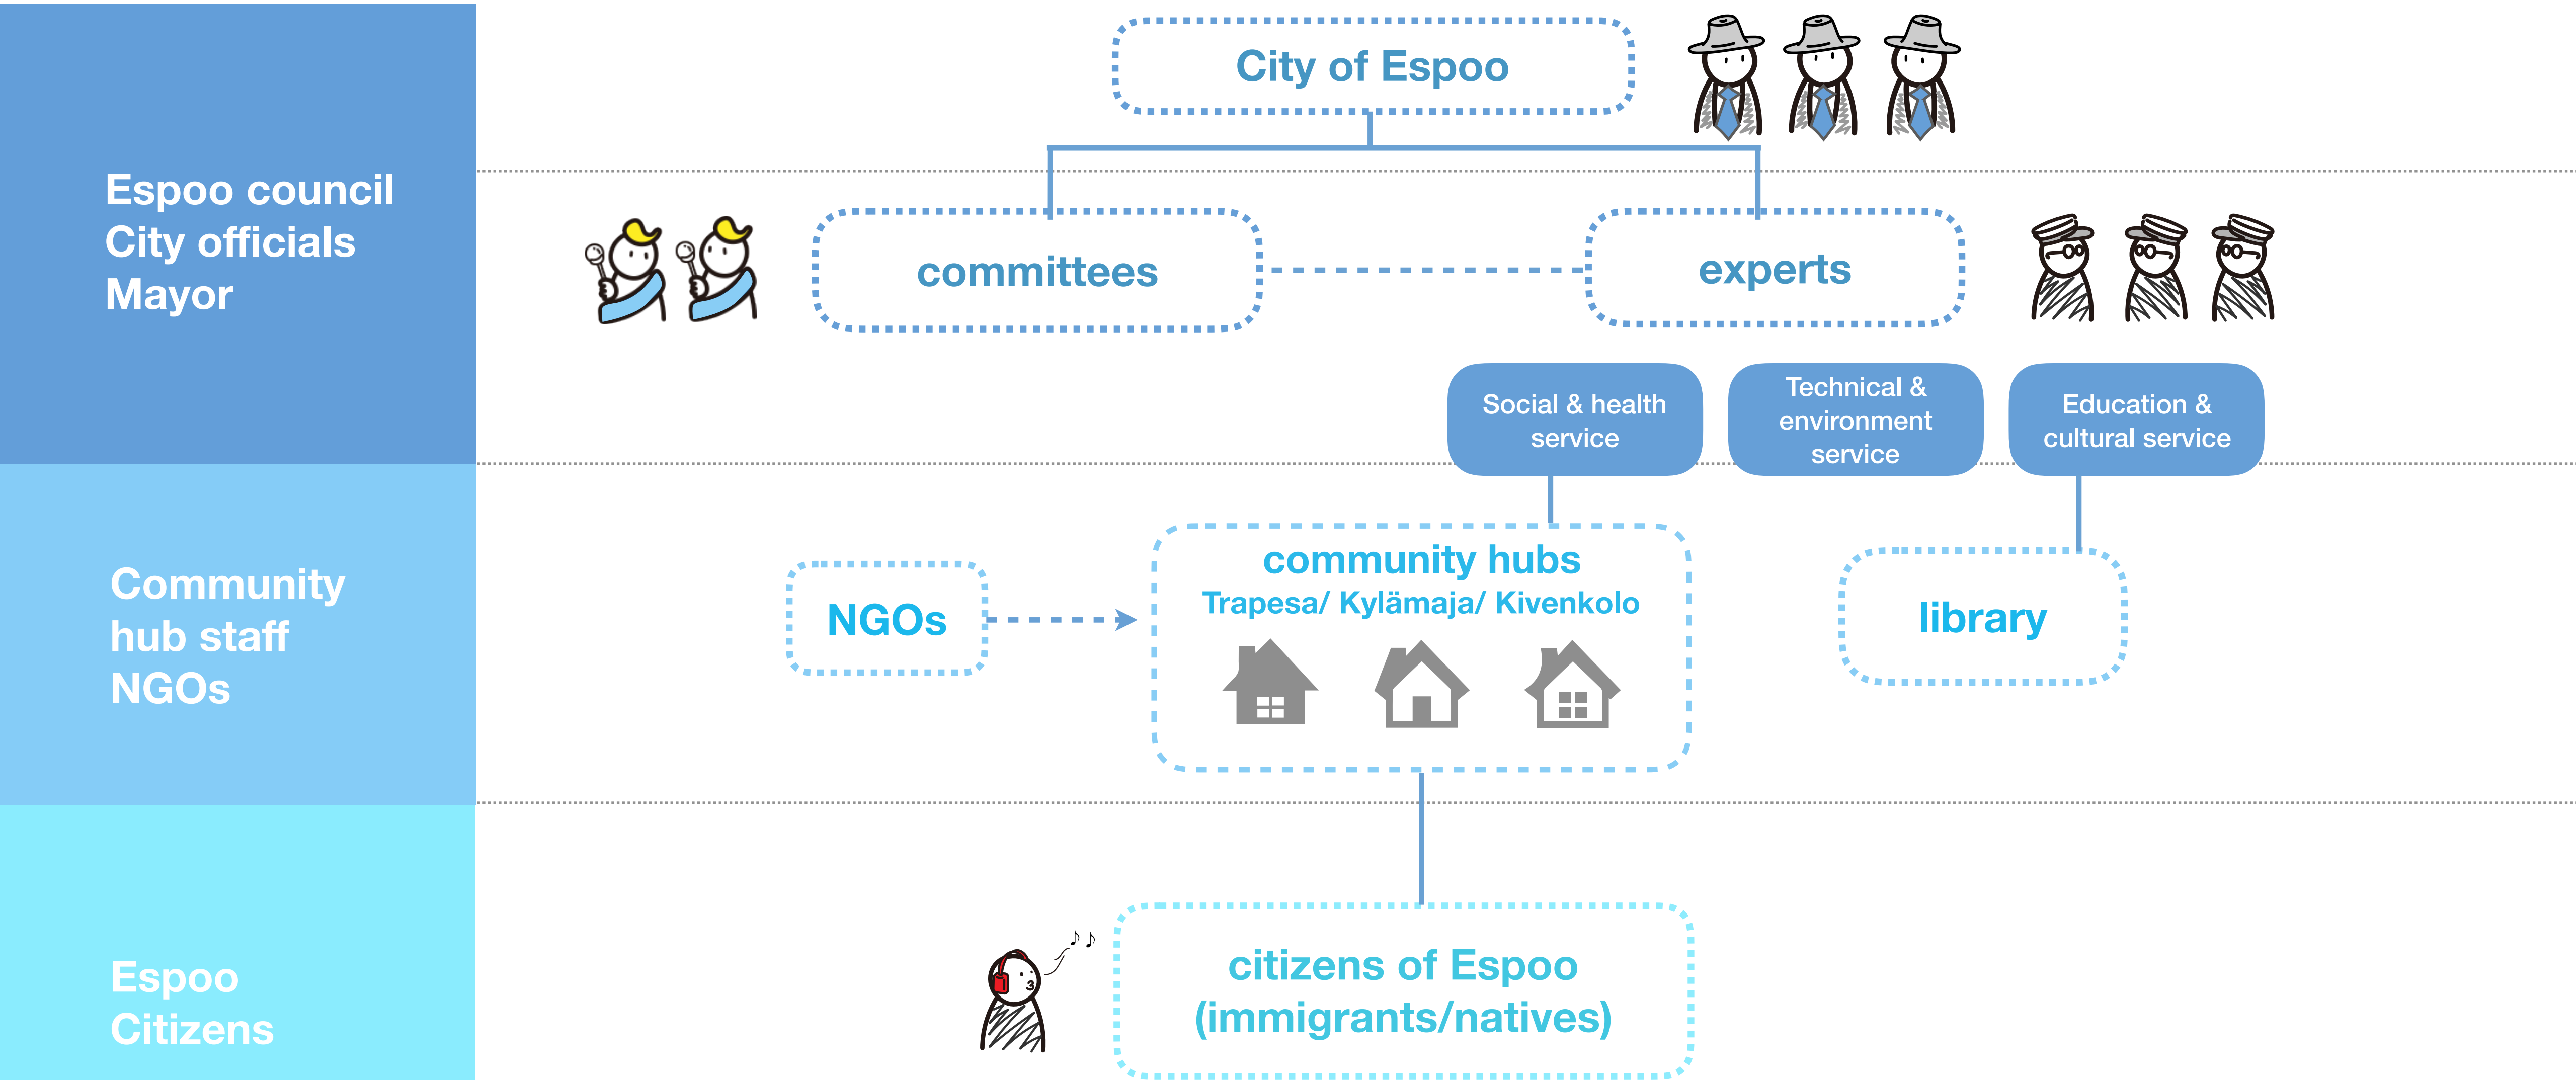 City of Espoo
Espoo council
City officials
Mayor
committees
experts
Social & health
service
Technical &
environment
service
Education &
cultural service
Community
hub staff
NGOs
NGOs
community hubs
Trapesa/ Kylämaja/ Kivenkolo
library
Espoo
Citizens
citizens of Espoo
(immigrants/natives)